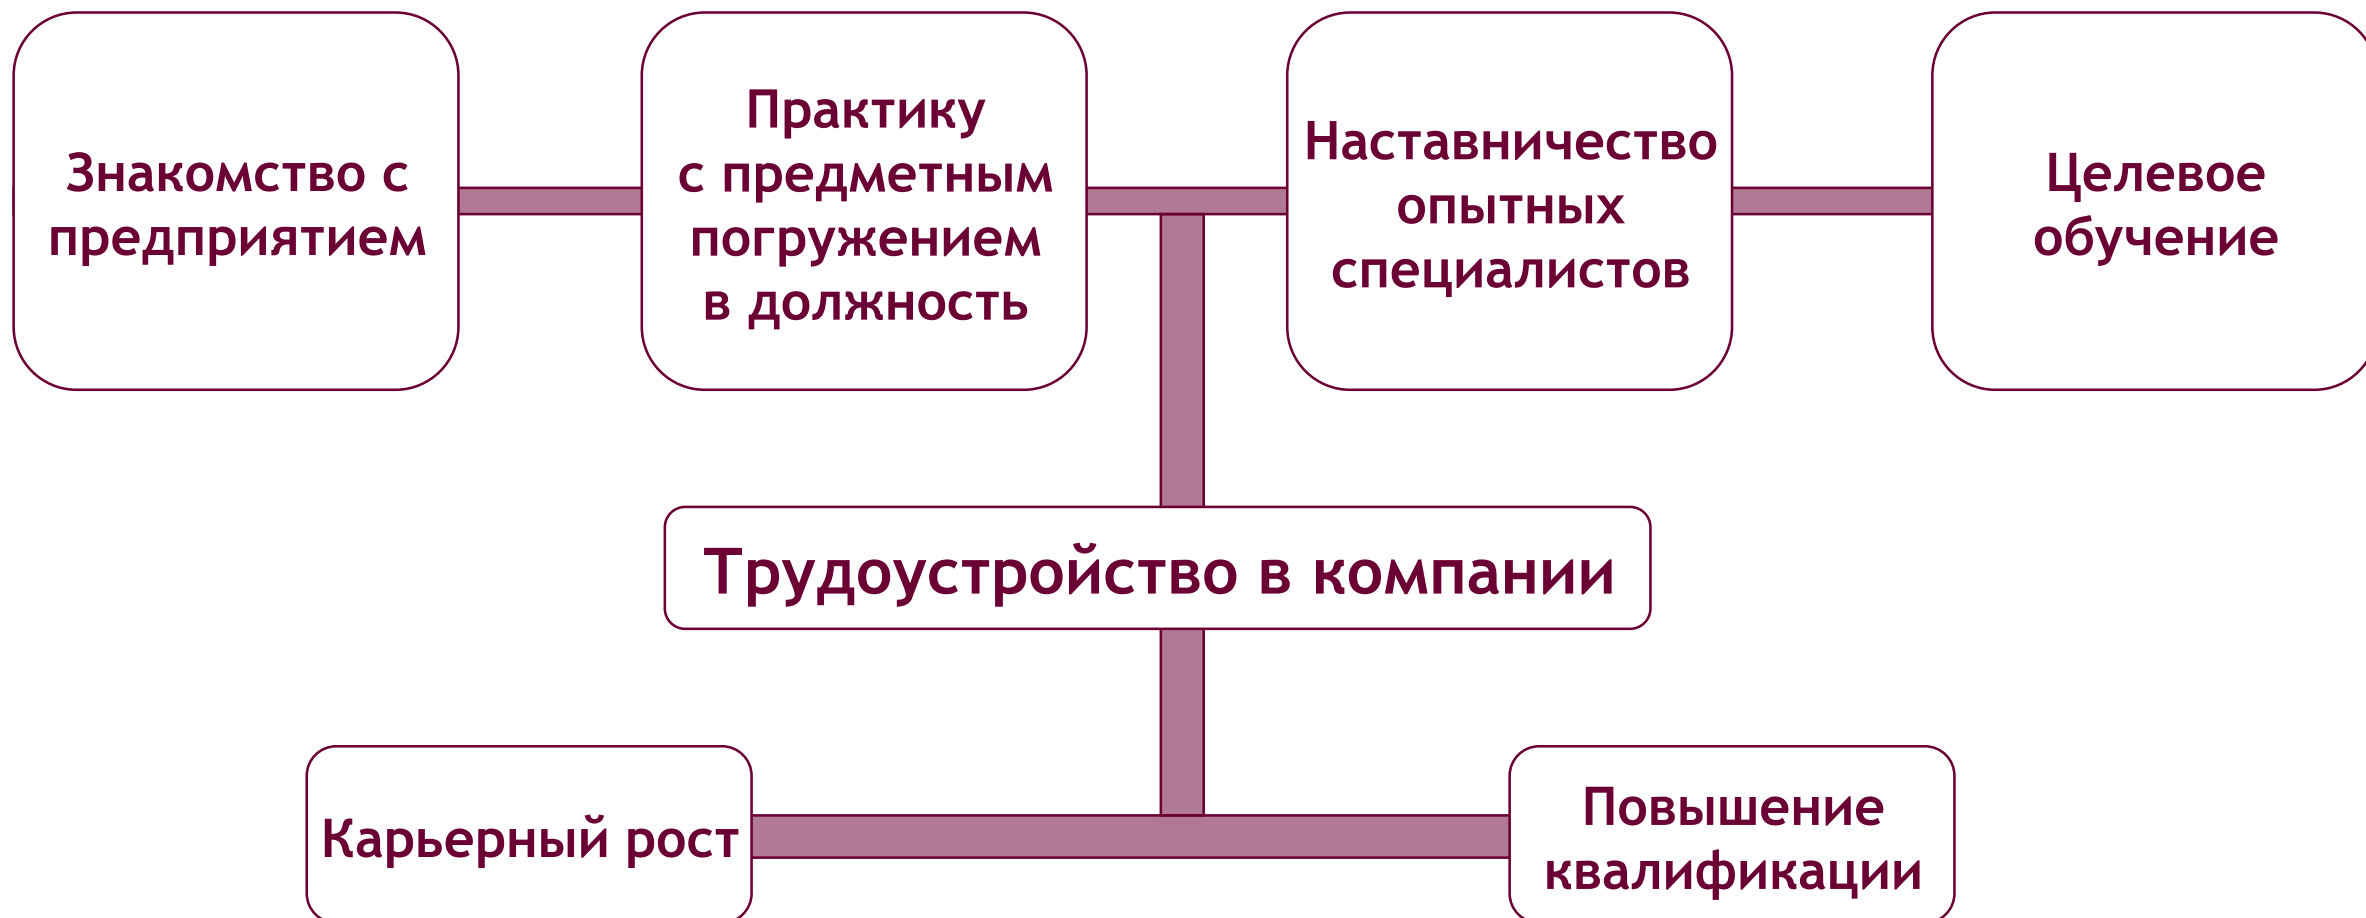 Знакомство с
предприятием
Практику
с предметным
погружением
в должность
Наставничество
опытных
специалистов
Целевое
обучение
Трудоустройство в компании
Карьерный рост
Повышение
квалификации